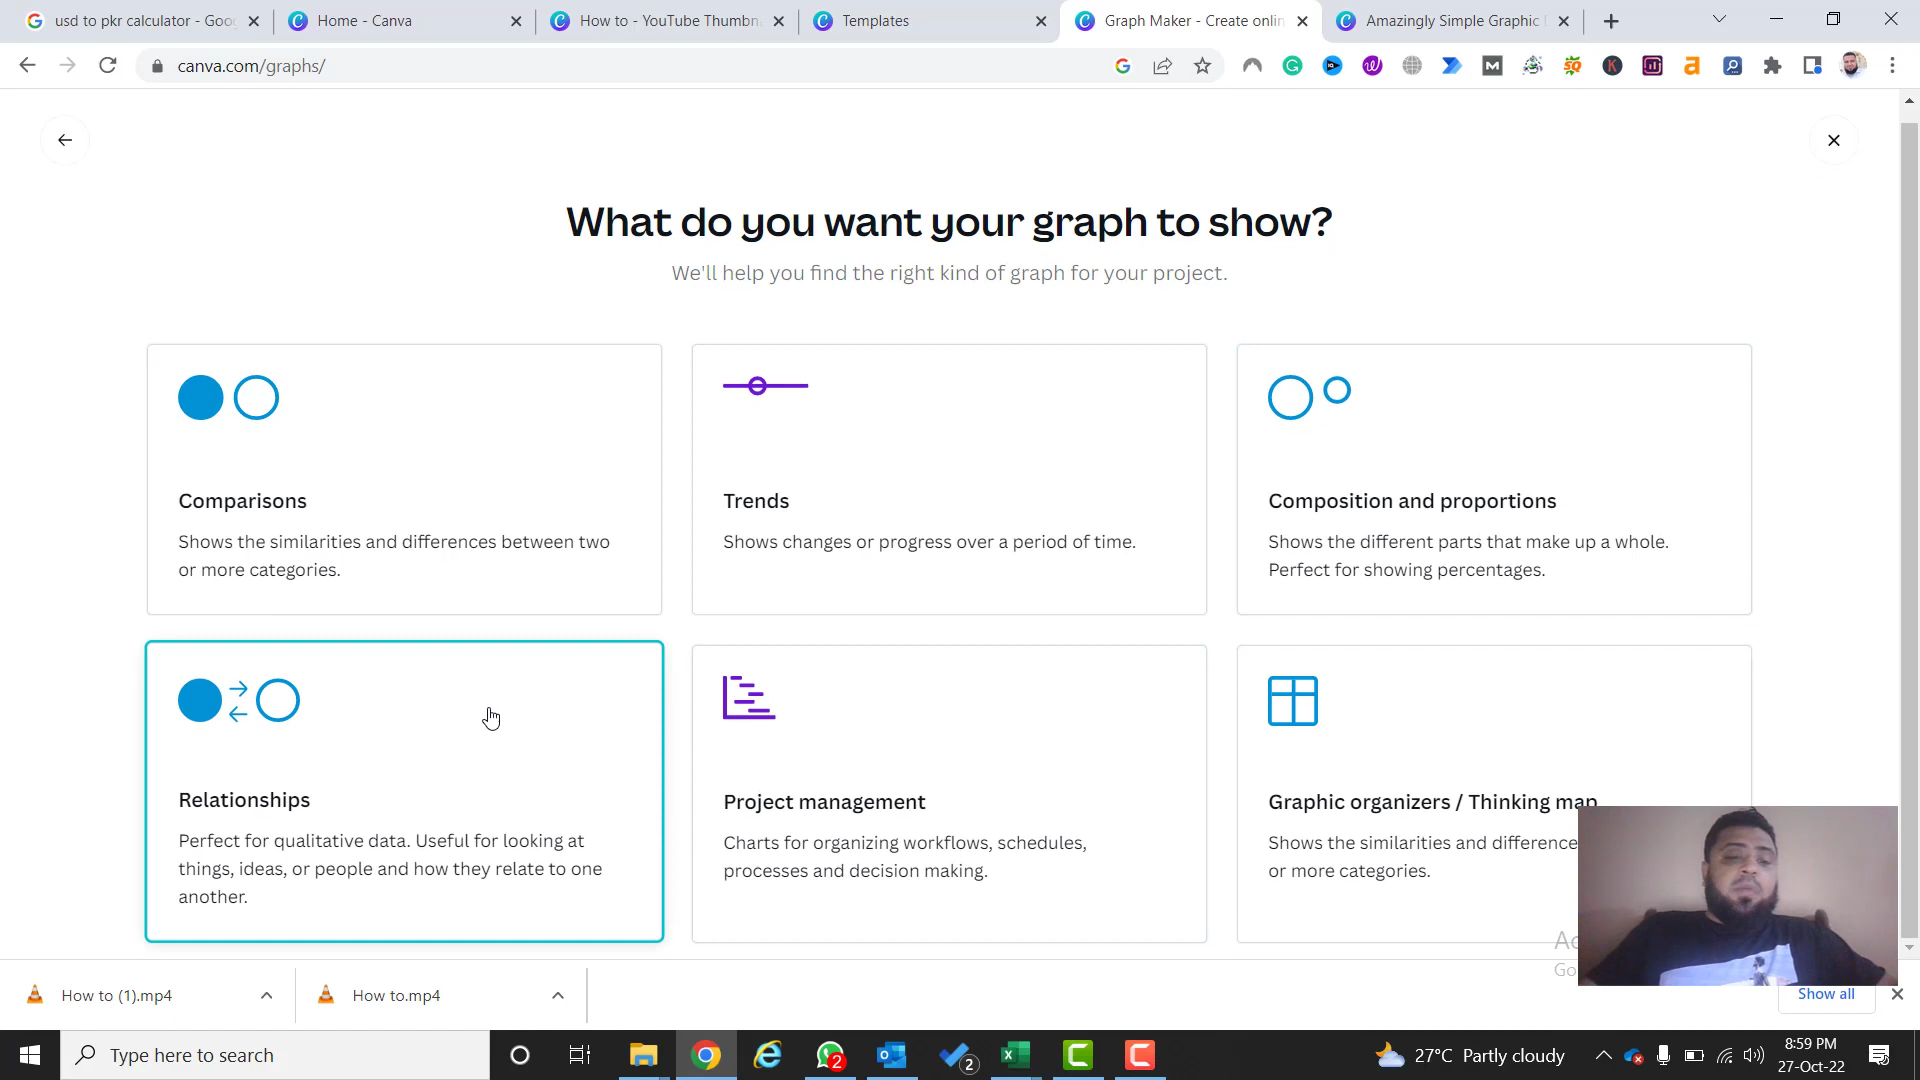 usd to pkr calculator - Goo
Home - Canva
How to - YouTube Thumbn
Templates
Graph Maker - Create onlin
Amazingly Simple Graphic
canva.com/graphs/
What do you want your graph to show?
We'll help you find the right kind of graph for your project.
Comparisons
Shows the similarities and differences between two
or more categories.
Trends
Shows changes or progress over a period of time.
Composition and proportions
Shows the different parts that make up a whole.
Perfect for showing percentages.
Relationships
Perfect for qualitative data. Useful for looking at
things, ideas, or people and how they relate to one
another.
Project management
Charts for organizing workflows, schedules,
processes and decision making.
Graphic organizers / Thinking map
Shows the similarities and difference
or more categories.
Ac
Go
How to (1).mp4
How to.mp4
Show all
Type here to search
2
2
27°C Partly cloudy
8:59 PM
27-Oct-22